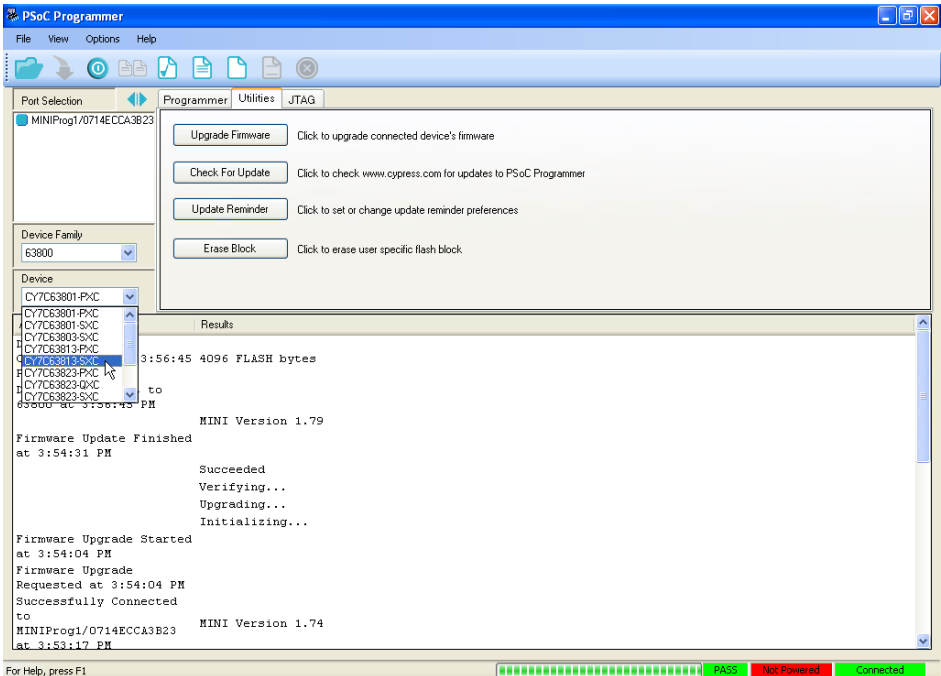 PSoC Programmer
File View Options Help
Port Selection
Programmer Utilities JTAG
MINIProg1/0714ECCA3B23
Upgrade Firmware Click to upgrade connected device's firmware
Check For Update Click to check www.cypress.com for updates to PSoC Programmer
Update Reminder Click to set or change update reminder preferences
Erase Block Click to erase user specific flash block
Device Family
63800
Device
CY7C63801-PXC
CY7C63801-PXC
CY7C63801-SXC
CY7C63803-SXC
CY7C63813-PXC
CY7C63813-SXC
CY7C63823-PXC
CY7C63823-QXC
CY7C63823-SXC
Results
3:56:45 4096 FLASH bytes
to
63800 at 3:56:45 PM
MINI Version 1.79
Firmware Update Finished
at 3:54:31 PM
Succeeded
Verifying...
Upgrading...
Initializing...
Firmware Upgrade Started
at 3:54:04 PM
Firmware Upgrade
Requested at 3:54:04 PM
Successfully Connected
to
MINIProg1/0714ECCA3B23
at 3:53:17 PM
MINI Version 1.74
For Help, press F1
PASS Not Powered Connected